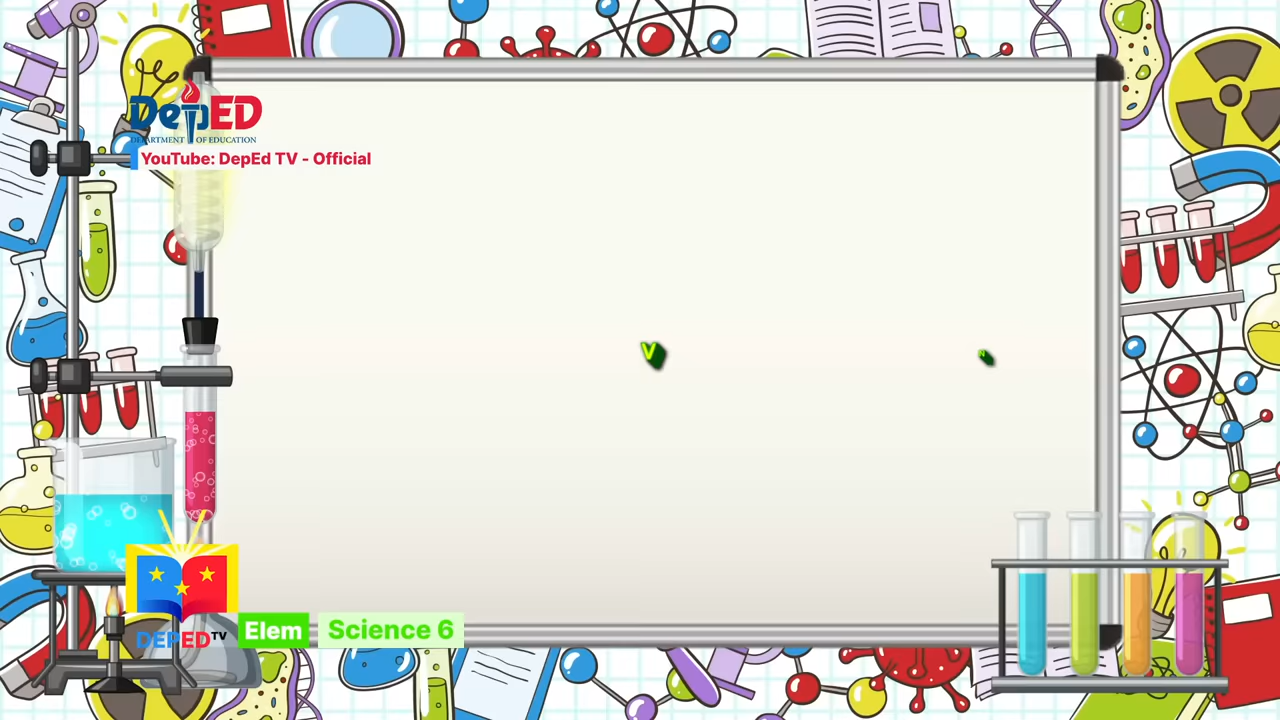 DepED
DEPARTMENT OF EDUCATION
YouTube: DepEd TV - Official
V
N
DEPED TV
Elem
Science 6